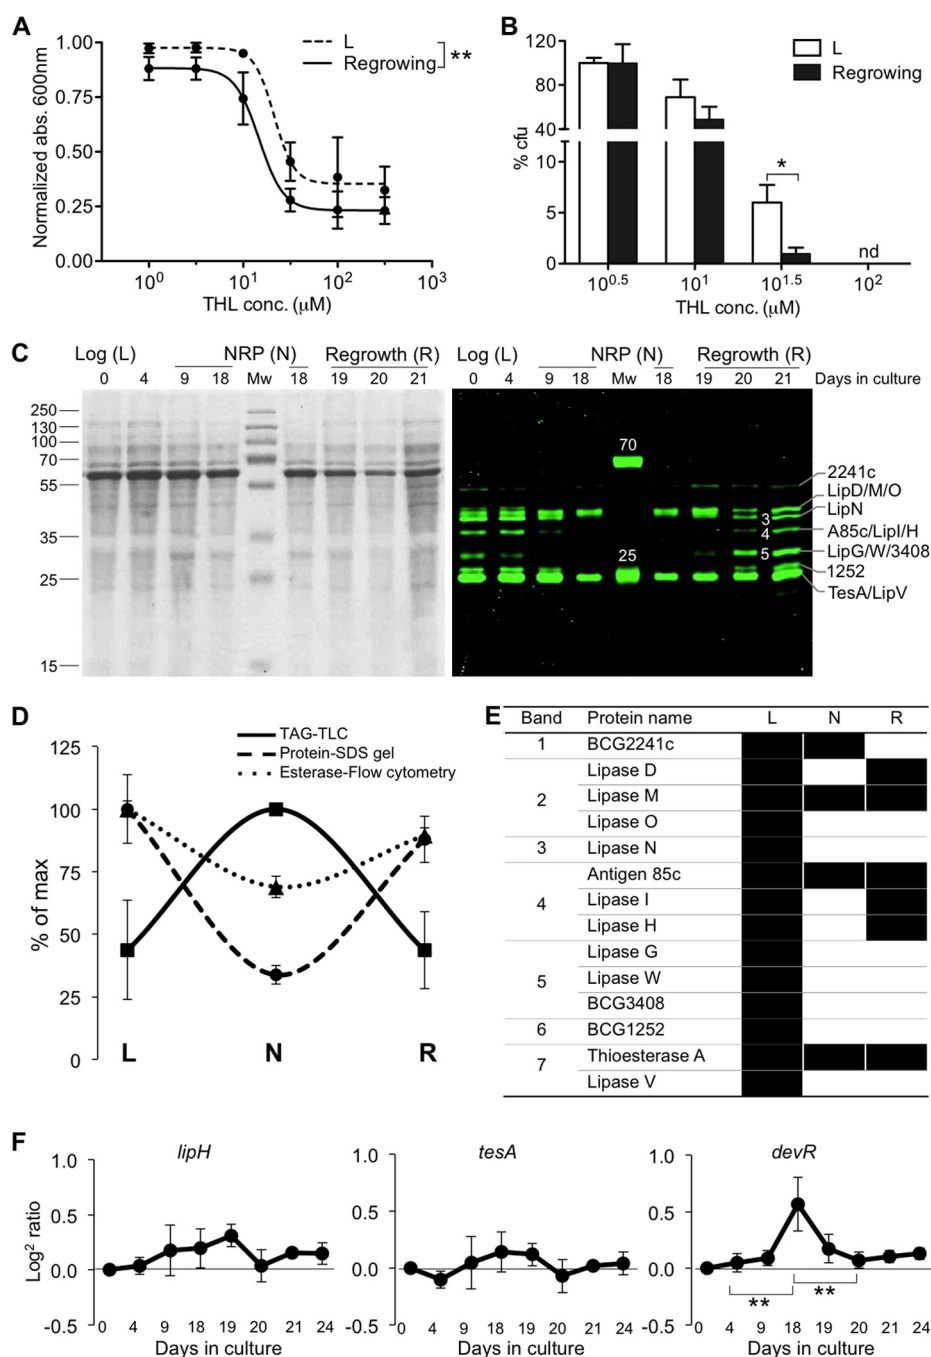 A
1.00
0.75
0.50
0.25
0.00
Normalized abs. 600nm
L
Regrowing
**
10⁰
10¹
10²
10³
THL conc. (µM)
B
120
80
40
10
5
0
% cfu
L
Regrowing
*
nd
10⁰·⁵
10¹
10¹·⁵
10²
THL conc. (µM)
C
Log (L) NRP (N) Regrowth (R)
0 4 9 18 Mw 18 19 20 21
250
130
100
70
55
35
25
15
Log (L) NRP (N) Regrowth (R)
0 4 9 18 Mw 18 19 20 21 Days in culture
70
25
3
4
5
2241c
LipD/M/O
LipN
A85c/LipI/H
LipG/W/3408
1252
TesA/LipV
D
TAG-TLC
Protein-SDS gel
Esterase-Flow cytometry
125
100
75
50
25
0
% of max
L N R
E
Band Protein name L N R
1 BCG2241c
Lipase D
2 Lipase M
Lipase O
3 Lipase N
Antigen 85c
4 Lipase I
Lipase H
Lipase G
5 Lipase W
BCG3408
6 BCG1252
7 Thioesterase A
Lipase V
F
lipH
1.0
0.5
0.0
-0.5
Log² ratio
0 4 9 18 19 20 21 24
Days in culture
tesA
1.0
0.5
0.0
-0.5
0 4 9 18 19 20 21 24
Days in culture
devR
1.0
0.5
0.0
-0.5
** **
0 4 9 18 19 20 21 24
Days in culture